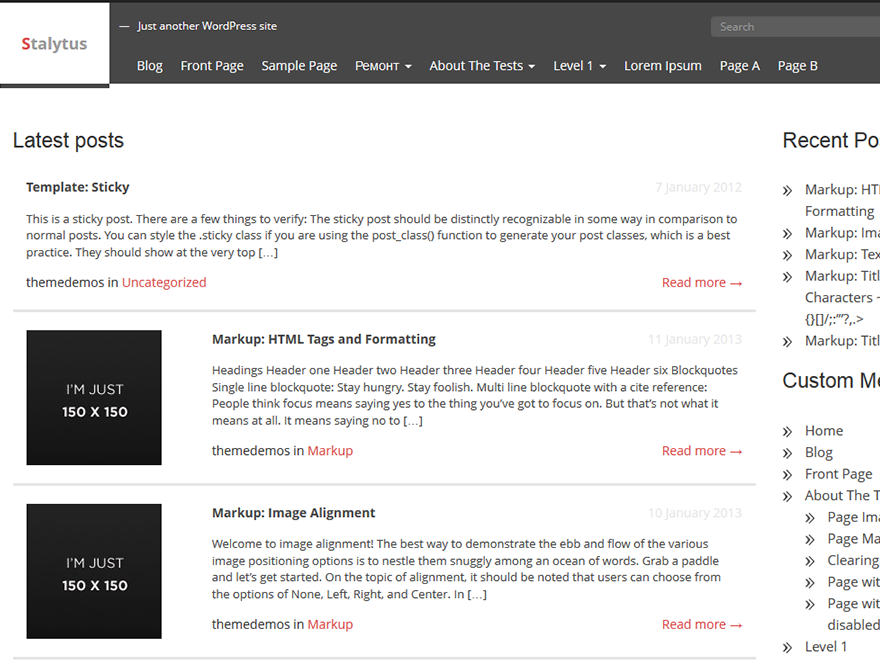 Stalytus
— Just another WordPress site
Search
Blog Front Page Sample Page Ремонт About The Tests Level 1 Lorem Ipsum Page A Page B
Latest posts
Template: Sticky
7 January 2012
This is a sticky post. There are a few things to verify: The sticky post should be distinctly recognizable in some way in comparison to
normal posts. You can style the .sticky class if you are using the post_class() function to generate your post classes, which is a best
practice. They should show at the very top […]
themedemos in Uncategorized
Read more →
I'M JUST
150 X 150
Markup: HTML Tags and Formatting
11 January 2013
Headings Header one Header two Header three Header four Header five Header six Blockquotes
Single line blockquote: Stay hungry. Stay foolish. Multi line blockquote with a cite reference:
People think focus means saying yes to the thing you’ve got to focus on. But that’s not what it
means at all. It means saying no to […]
themedemos in Markup
Read more →
I'M JUST
150 X 150
Markup: Image Alignment
10 January 2013
Welcome to image alignment! The best way to demonstrate the ebb and flow of the various
image positioning options is to nestle them snuggly among an ocean of words. Grab a paddle
and let’s get started. On the topic of alignment, it should be noted that users can choose from
the options of None, Left, Right, and Center. In […]
themedemos in Markup
Read more →
Recent Po
Markup: HT
Formatting
Markup: Ima
Markup: Tex
Markup: Titl
Characters ~
{}[]/;:’”?,.>
Markup: Titl
Custom Me
Home
Blog
Front Page
About The T
Page Ima
Page Ma
Clearing
Page wit
Page wit
disabled
Level 1